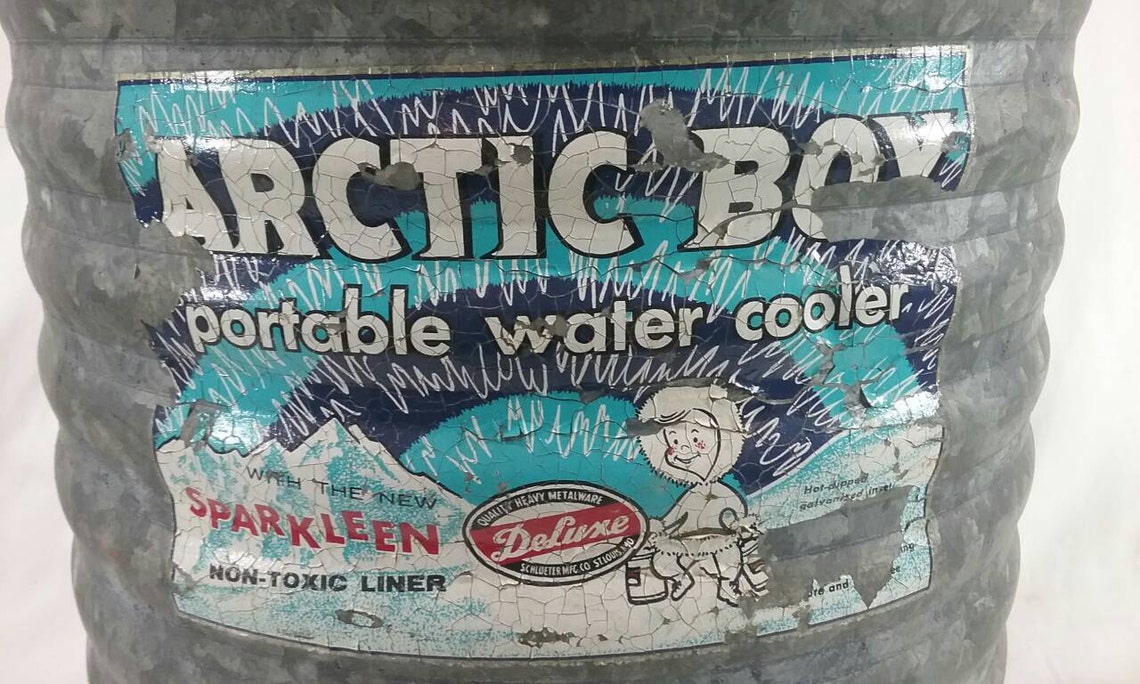 ARCTIC BOY
portable water cooler
WITH THE NEW
SPARKLEEN
NON-TOXIC LINER
QUALITY HEAVY METALWARE
DeLuxe
SCHLUETER MFG. CO. ST. LOUIS, MO
Hot-dipped
galvanized
and